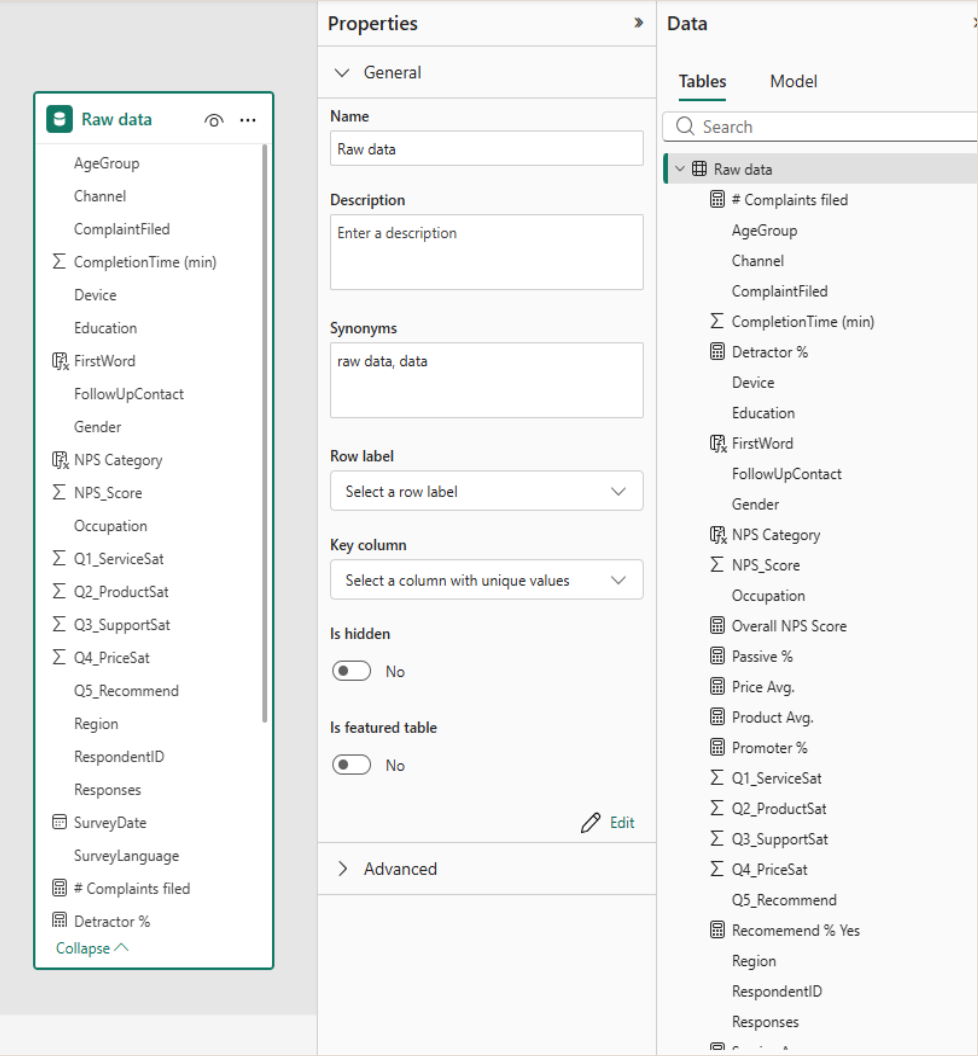 Raw data
AgeGroup
Channel
ComplaintFiled
CompletionTime (min)
Device
Education
FirstWord
FollowUpContact
Gender
NPS Category
NPS_Score
Occupation
Q1_ServiceSat
Q2_ProductSat
Q3_SupportSat
Q4_PriceSat
Q5_Recommend
Region
RespondentID
Responses
SurveyDate
SurveyLanguage
# Complaints filed
Detractor %
Collapse
Properties
General
Name
Raw data
Description
Enter a description
Synonyms
raw data, data
Row label
Select a row label
Key column
Select a column with unique values
Is hidden
No
Is featured table
No
Edit
Advanced
Data
Tables Model
Search
Raw data
# Complaints filed
AgeGroup
Channel
ComplaintFiled
CompletionTime (min)
Detractor %
Device
Education
FirstWord
FollowUpContact
Gender
NPS Category
NPS_Score
Occupation
Overall NPS Score
Passive %
Price Avg.
Product Avg.
Promoter %
Q1_ServiceSat
Q2_ProductSat
Q3_SupportSat
Q4_PriceSat
Q5_Recommend
Recomemend % Yes
Region
RespondentID
Responses